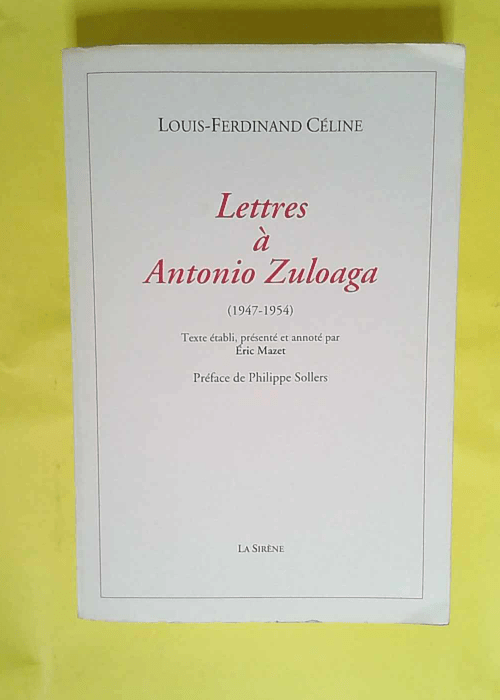 LOUIS-FERDINAND CÉLINE
Lettres
à
Antonio Zuloaga
(1947-1954)
Texte établi, présenté et annoté par
Éric Mazet
Préface de Philippe Sollers
LA SIRÈNE